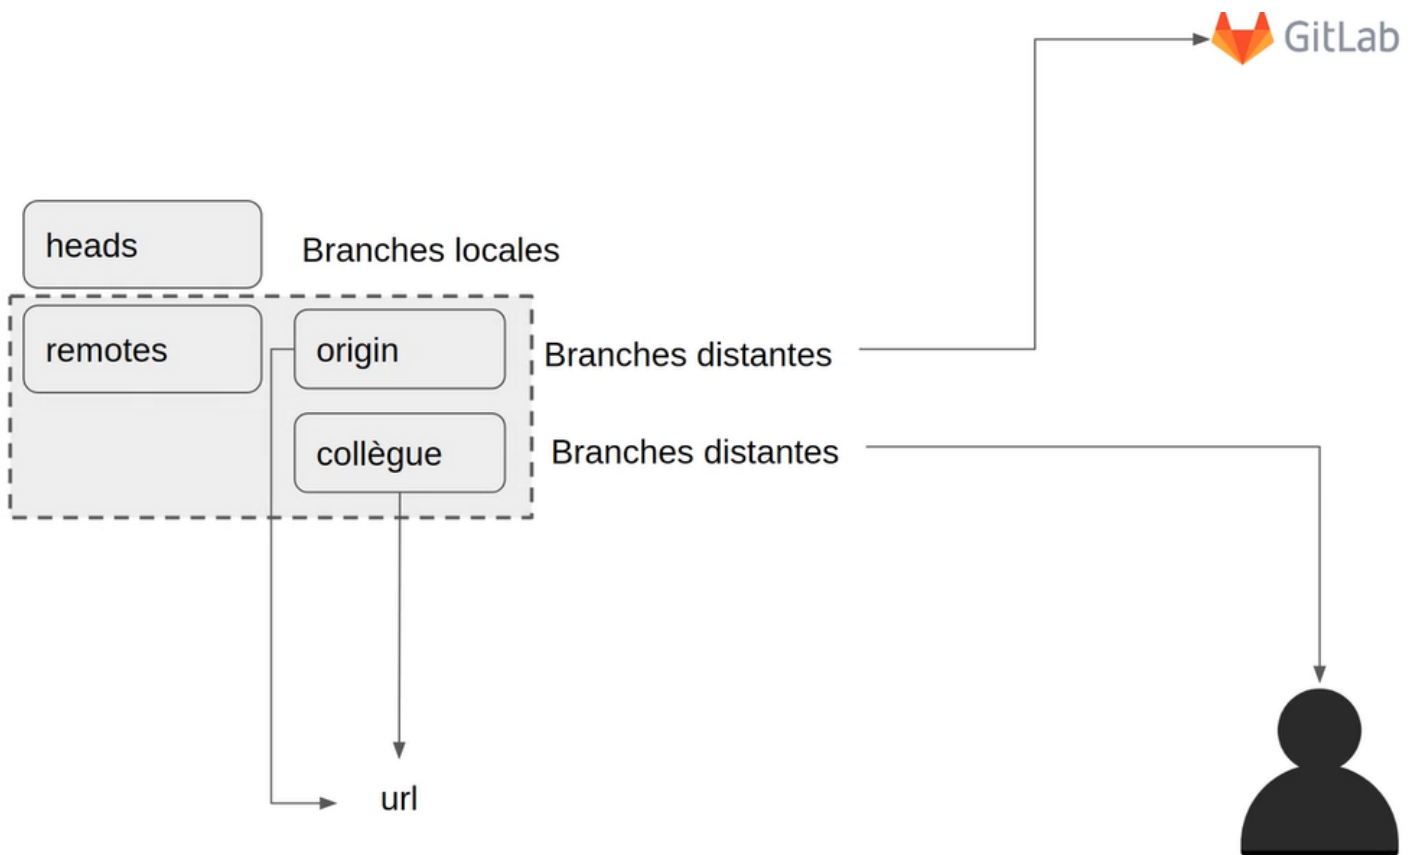 GitLab
heads
Branches locales
remotes
origin
Branches distantes
collègue
Branches distantes
url